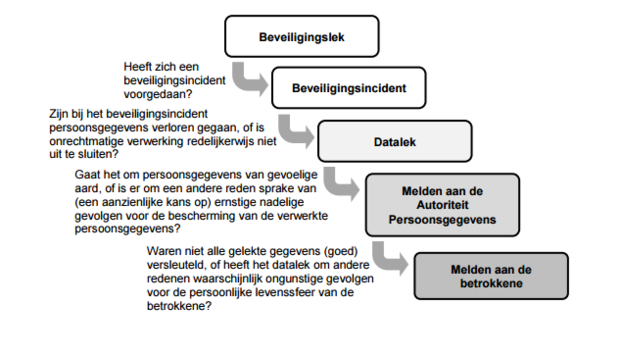 Beveiligingslek
Heeft zich een
beveiligingsincident
voorgedaan?
Beveiligingsincident
Zijn bij het beveiligingsincident
persoonsgegevens verloren gegaan, of is
onrechtmatige verwerking redelijkerwijs niet
uit te sluiten?
Datalek
Gaat het om persoonsgegevens van gevoelige
aard, of is er om een andere reden sprake van
(een aanzienlijke kans op) ernstige nadelige
gevolgen voor de bescherming van de verwerkte
persoonsgegevens?
Melden aan de
Autoriteit
Persoonsgegevens
Waren niet alle gelekte gegevens (goed)
versleuteld, of heeft het datalek om andere
redenen waarschijnlijk ongunstige gevolgen
voor de persoonlijke levenssfeer van de
betrokkene?
Melden aan de
betrokkene